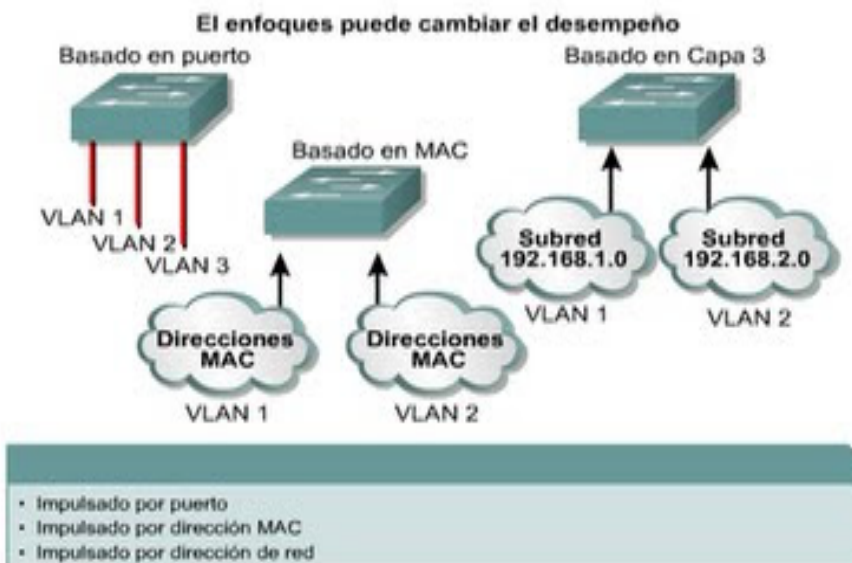 El enfoques puede cambiar el desempeño
Basado en puerto
VLAN 1
VLAN 2
VLAN 3
Basado en MAC
Direcciones
MAC
VLAN 1
Direcciones
MAC
VLAN 2
Basado en Capa 3
Subred
192.168.1.0
VLAN 1
Subred
192.168.2.0
VLAN 2
• Impulsado por puerto
• Impulsado por dirección MAC
• Impulsado por dirección de red